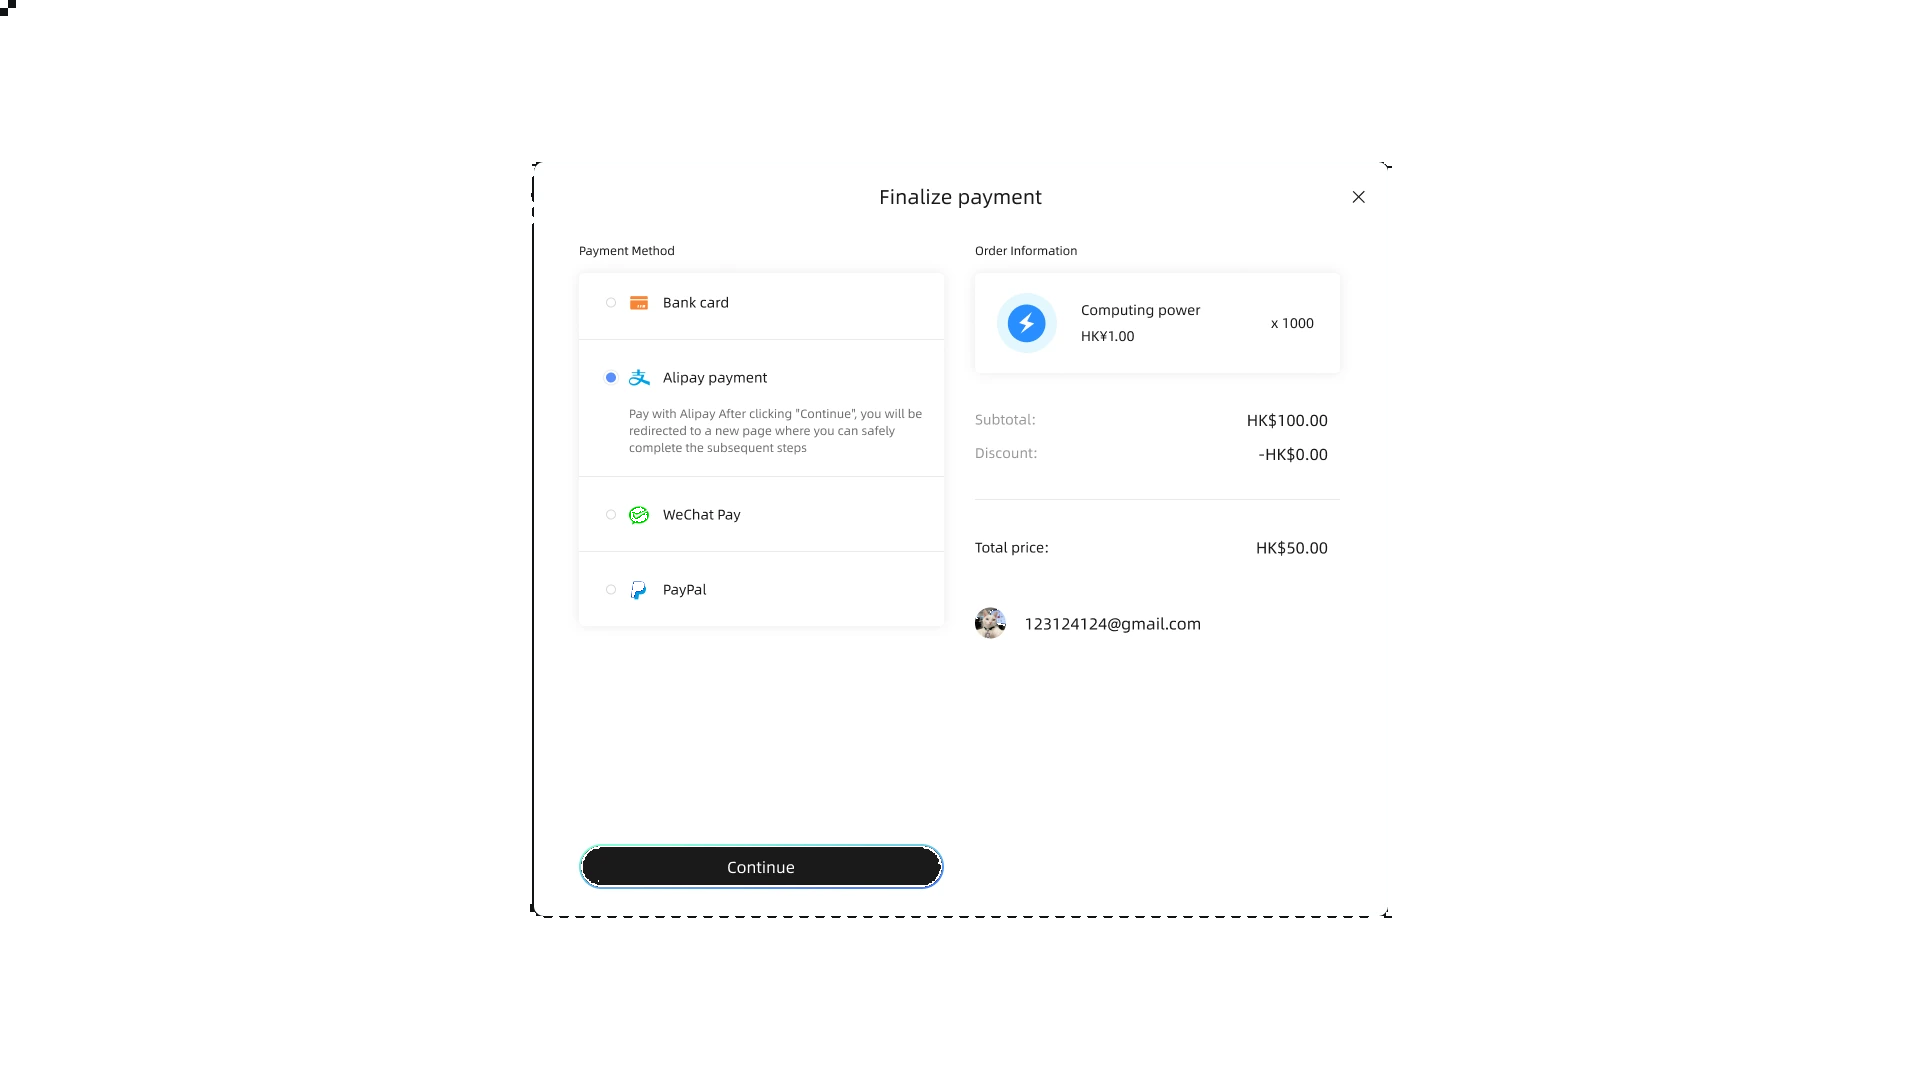 Finalize payment
Payment Method
Bank card
Alipay payment
Pay with Alipay After clicking "Continue", you will be
redirected to a new page where you can safely
complete the subsequent steps
WeChat Pay
PayPal
Continue
Order Information
Computing power
HK¥1.00
x 1000
Subtotal:
HK$100.00
Discount:
-HK$0.00
Total price:
HK$50.00
123124124@gmail.com